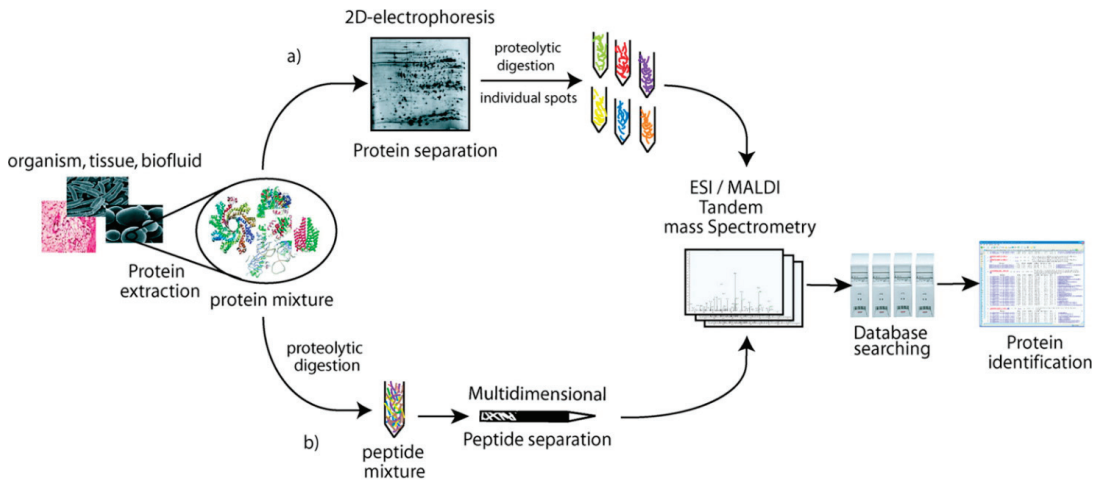 2D-electrophoresis
a)
proteolytic
digestion
individual spots
Protein separation
organism, tissue, biofluid
Protein
extraction
protein mixture
ESI / MALDI
Tandem
mass Spectrometry
Database
searching
Protein
identification
proteolytic
digestion
b)
peptide
mixture
Multidimensional
Peptide separation